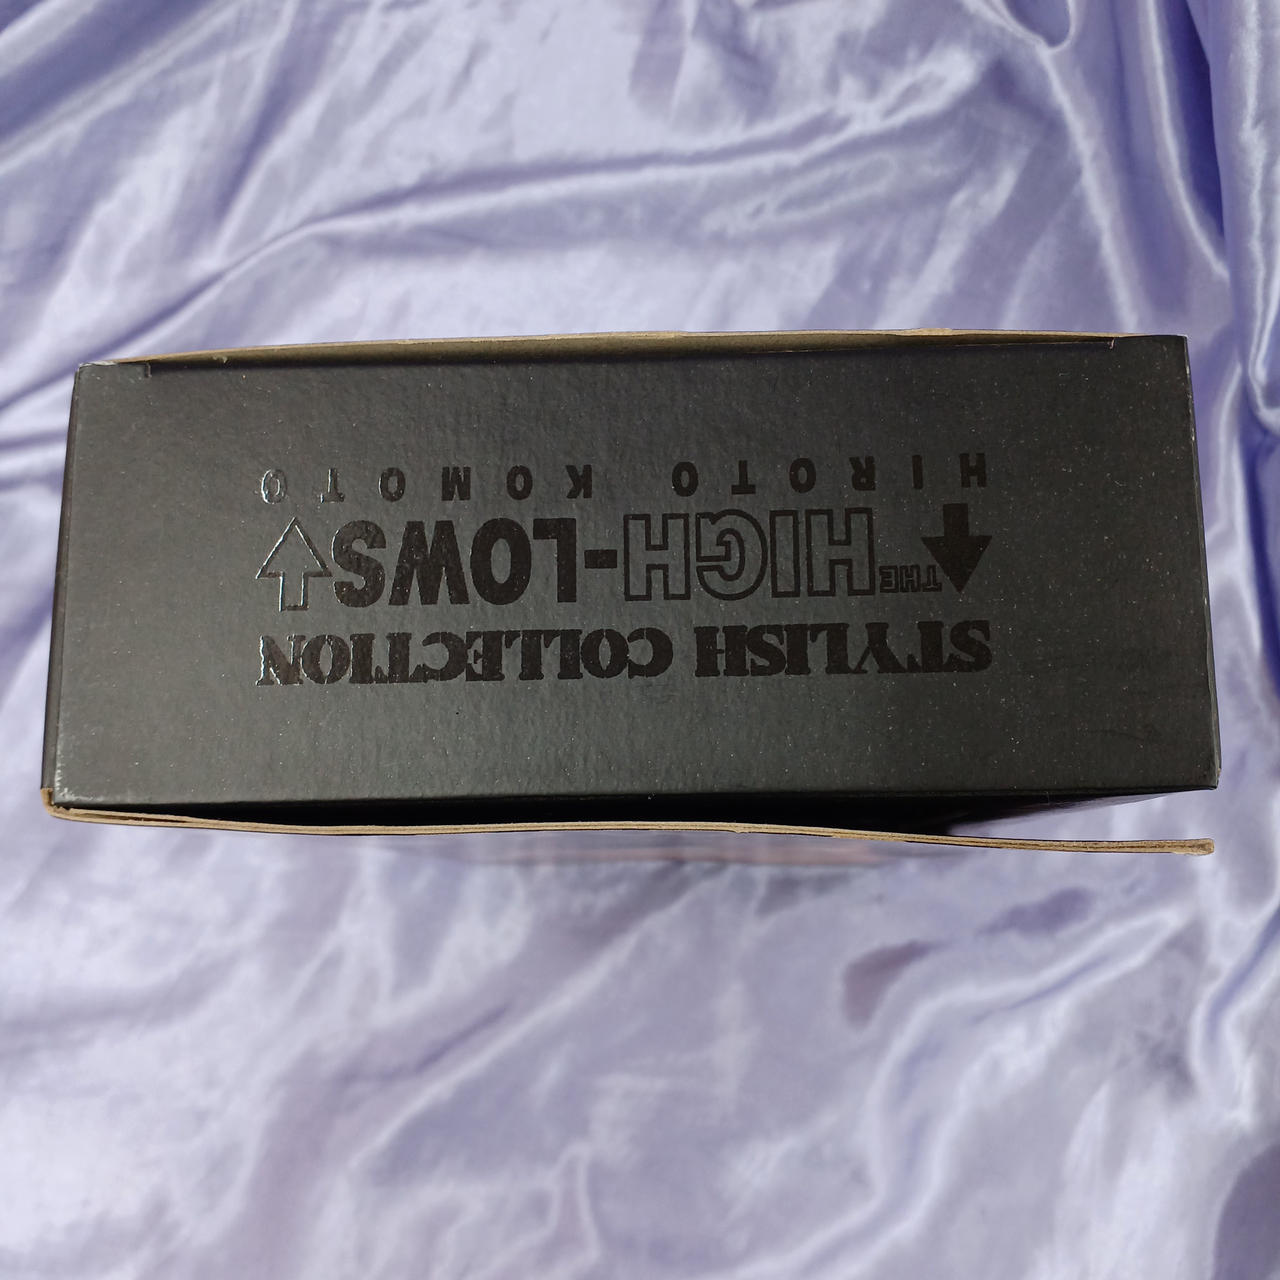 STYLISH COLLECTION
↑THE HIGH-LOWS↓
HIROTO KOMOTO